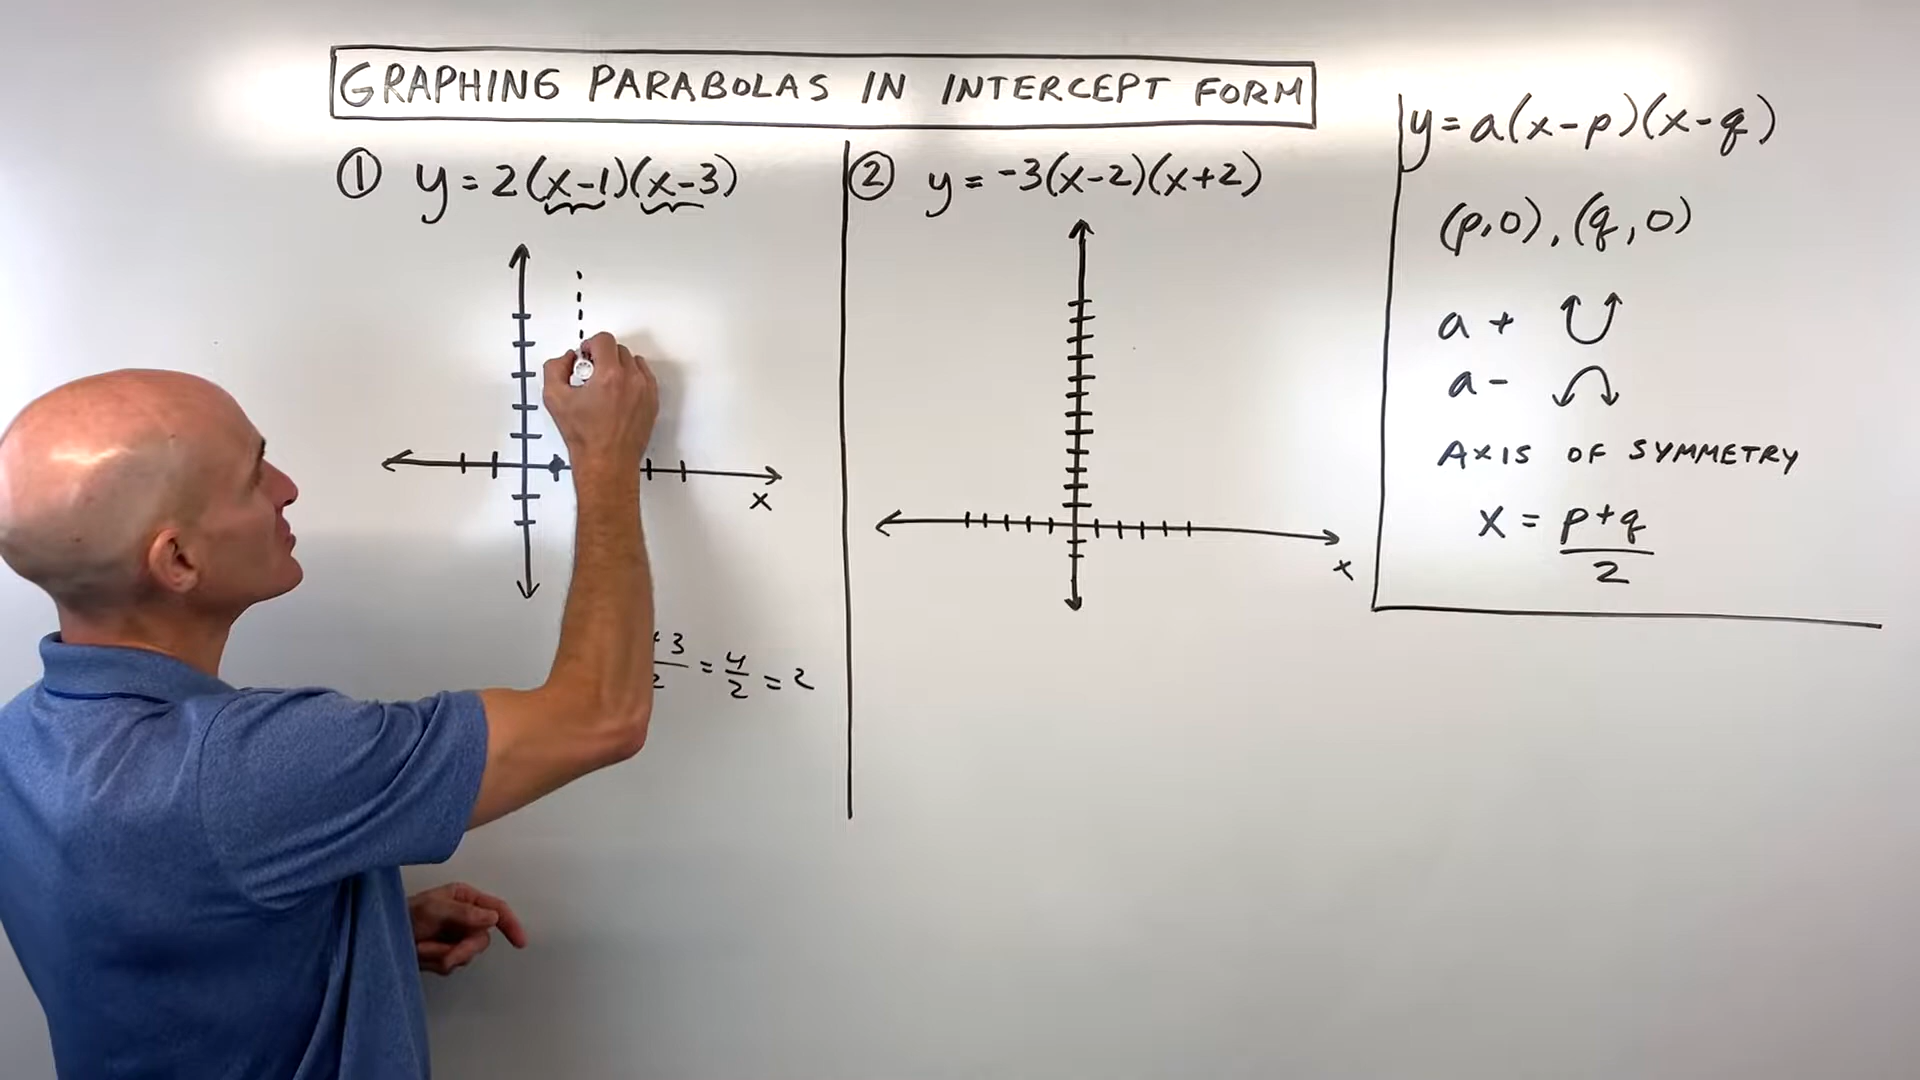 GRAPHING PARABOLAS IN INTERCEPT FORM
① y = 2(x-1)(x-3)
x
3
2
= 4/2 = 2
② y = -3(x-2)(x+2)
x
y = a(x-p)(x-q)
(p,0), (q,0)
a +
a -
AXIS OF SYMMETRY
x = p+q
2